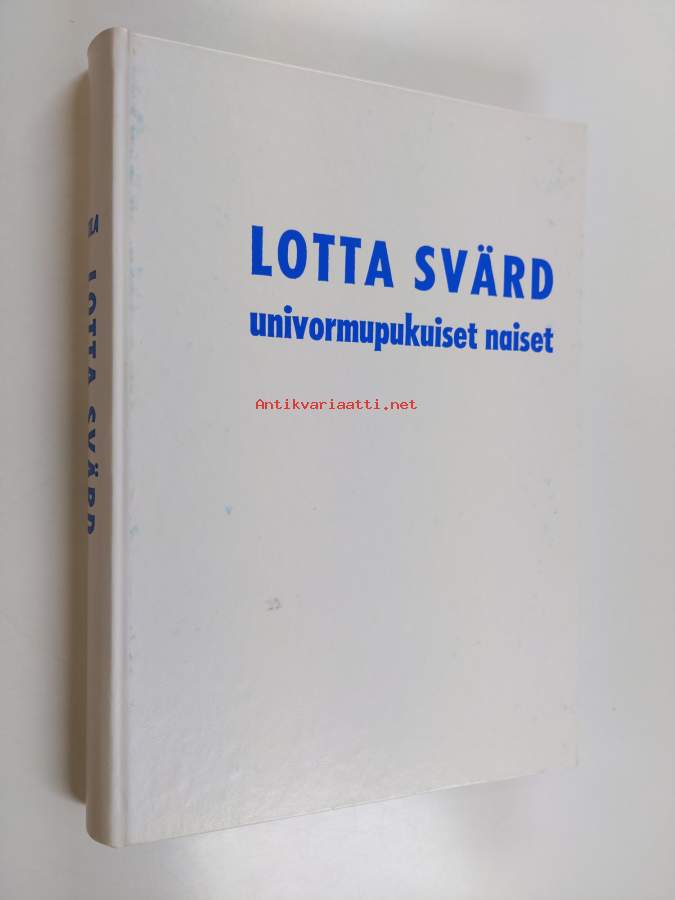 LOTTA SVÄRD
univormupukuiset naiset
Antikvariaatti.net
LOTTA SVÄRD